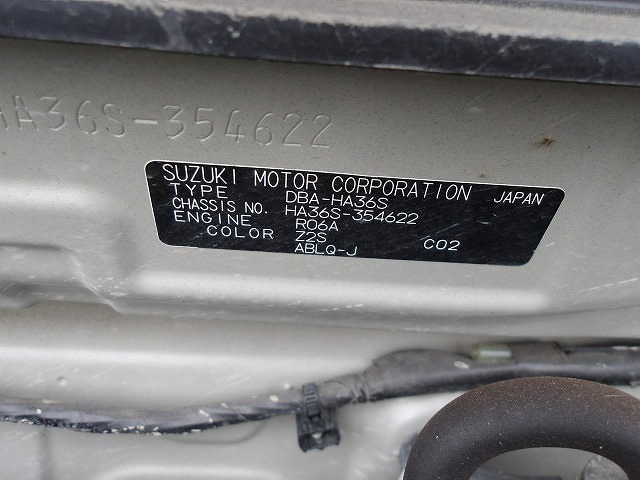 HA36S-354622
SUZUKI MOTOR CORPORATION JAPAN
TYPE DBA-HA36S
CHASSIS NO. HA36S-354622
ENGINE R06A
COLOR Z2S
ABLQ-J C02